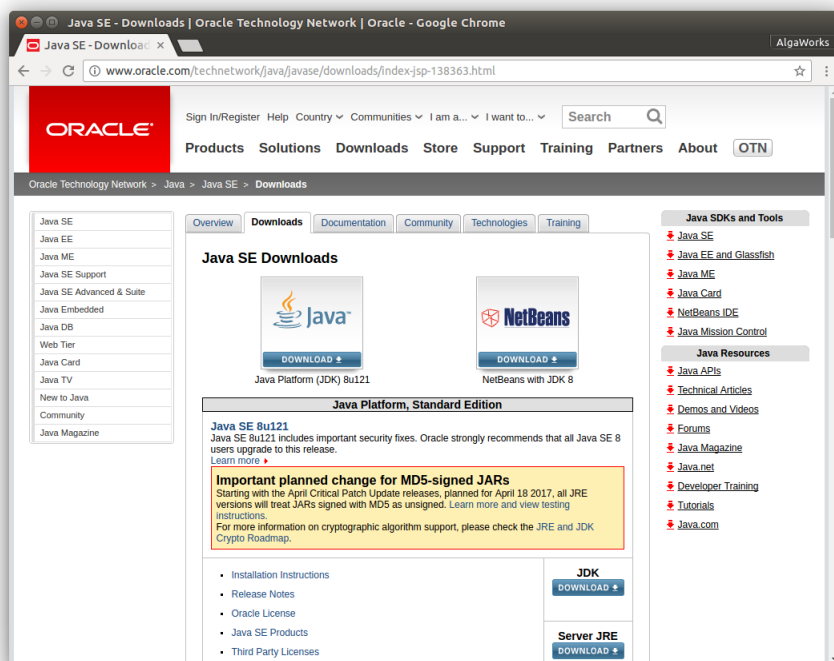 Java SE - Downloads | Oracle Technology Network | Oracle - Google Chrome
Java SE - Download
AlgaWorks
www.oracle.com/technetwork/java/javase/downloads/index-jsp-138363.html
ORACLE
Sign In/Register Help Country Communities I am a... I want to... Search
Products Solutions Downloads Store Support Training Partners About OTN
Oracle Technology Network > Java > Java SE > Downloads
Java SE
Java EE
Java ME
Java SE Support
Java SE Advanced & Suite
Java Embedded
Java DB
Web Tier
Java Card
Java TV
New to Java
Community
Java Magazine
Overview Downloads Documentation Community Technologies Training
Java SE Downloads
Java
DOWNLOAD
Java Platform (JDK) 8u121
NetBeans
DOWNLOAD
NetBeans with JDK 8
Java Platform, Standard Edition
Java SE 8u121
Java SE 8u121 includes important security fixes. Oracle strongly recommends that all Java SE 8
users upgrade to this release.
Learn more
Important planned change for MD5-signed JARs
Starting with the April Critical Patch Update releases, planned for April 18 2017, all JRE
versions will treat JARs signed with MD5 as unsigned. Learn more and view testing
instructions.
For more information on cryptographic algorithm support, please check the JRE and JDK
Crypto Roadmap.
Installation Instructions
Release Notes
Oracle License
Java SE Products
Third Party Licenses
JDK
DOWNLOAD
Server JRE
DOWNLOAD
Java SDKs and Tools
Java SE
Java EE and Glassfish
Java ME
Java Card
NetBeans IDE
Java Mission Control
Java Resources
Java APIs
Technical Articles
Demos and Videos
Forums
Java Magazine
Java.net
Developer Training
Tutorials
Java.com